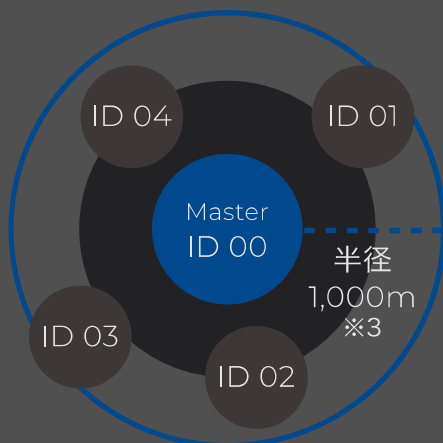 ID 04
ID 01
Master
ID 00
半径
1,000m
※3
ID 03
ID 02